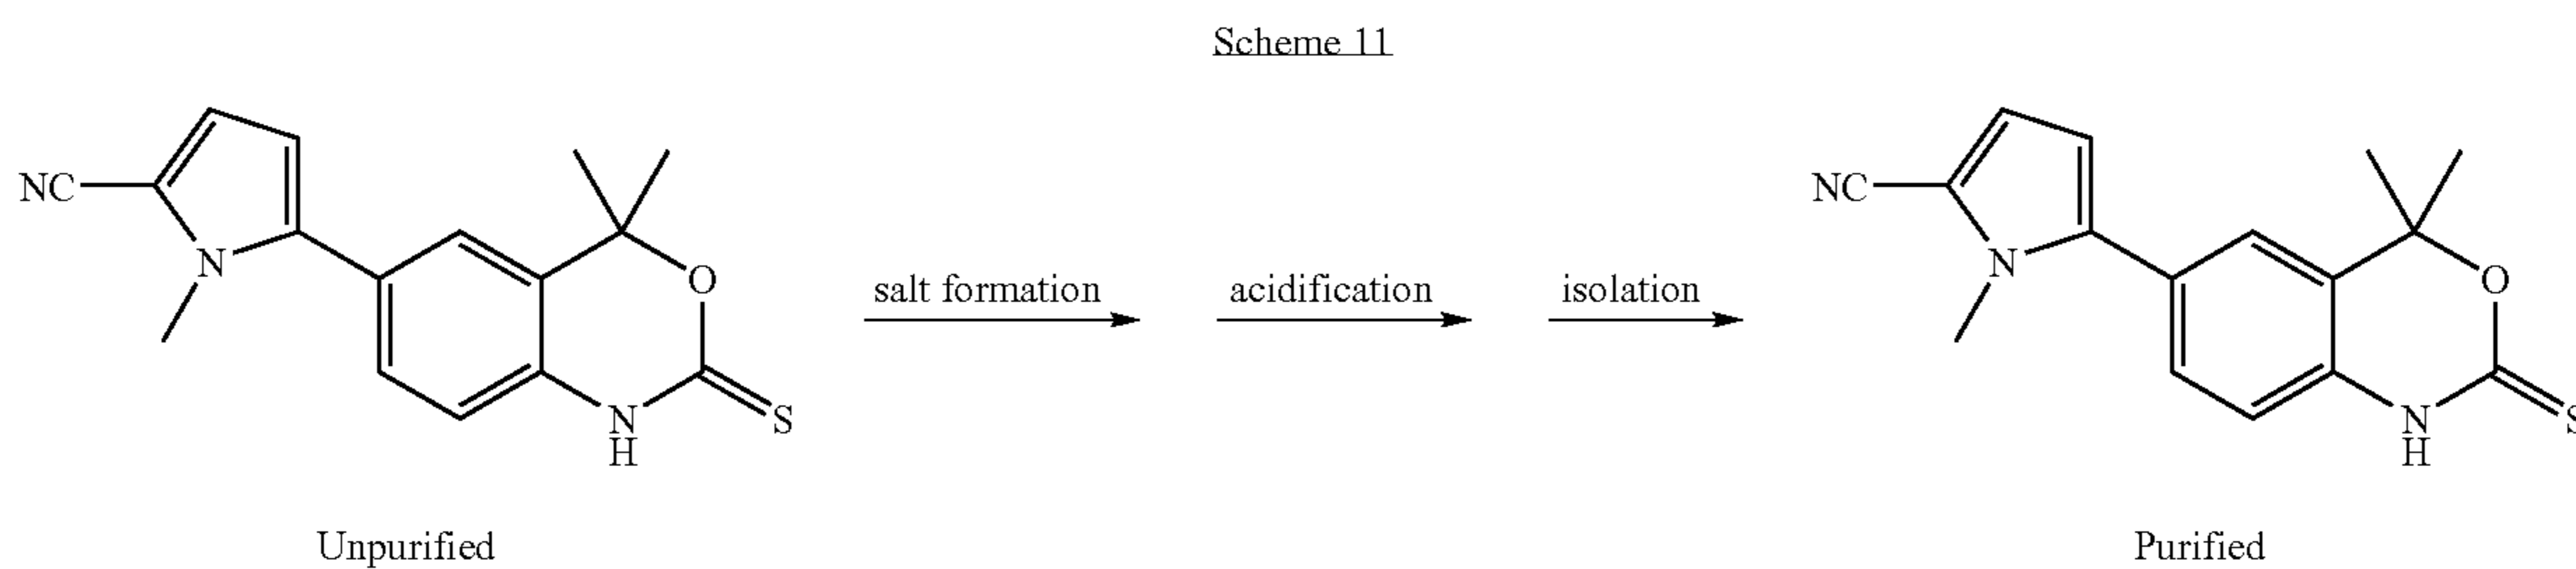 Scheme 11
NC
N
O
N
H
S
salt formation
acidification
isolation
NC
N
O
N
H
S
Unpurified
Purified